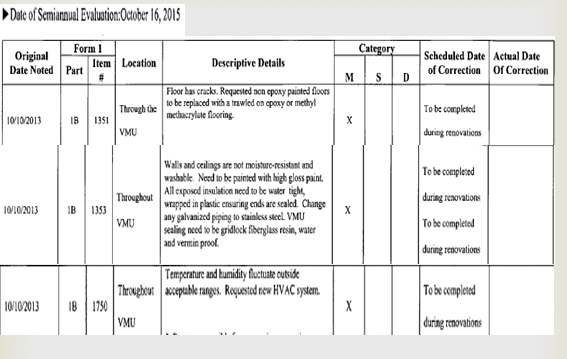 ▶Date of Semiannual Evaluation:October 16, 2015
Original Date Noted
Form 1
Part
Item #
Location
Descriptive Details
Category
M
S
D
Scheduled Date of Correction
Actual Date Of Correction
10/10/2013
1B
1351
Through the
VMU
Floor has cracks. Requested non epoxy painted floors
to be replaced with a trawled on epoxy or methyl
methacrylate flooring.
X
To be completed
during renovations
10/10/2013
1B
1353
Throughout
VMU
Walls and ceilings are not moisture-resistant and
washable. Need to be painted with high gloss paint.
All exposed insulation need to be water tight,
wrapped in plastic ensuring ends are sealed. Change
any galvanized piping to stainless steel. VMU
sealing need to be gridlock fiberglass resin, water
and vermin proof.
X
To be completed
during renovations
To be completed
during renovations
10/10/2013
1B
1750
Throughout
VMU
Temperature and humidity fluctuate outside
acceptable ranges. Requested new HVAC system.
X
To be completed
during renovations